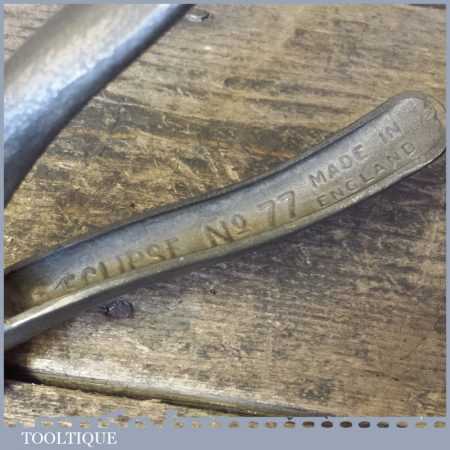 ECLIPSE No 77 MADE IN
ENGLAND
TOOLTIQUE